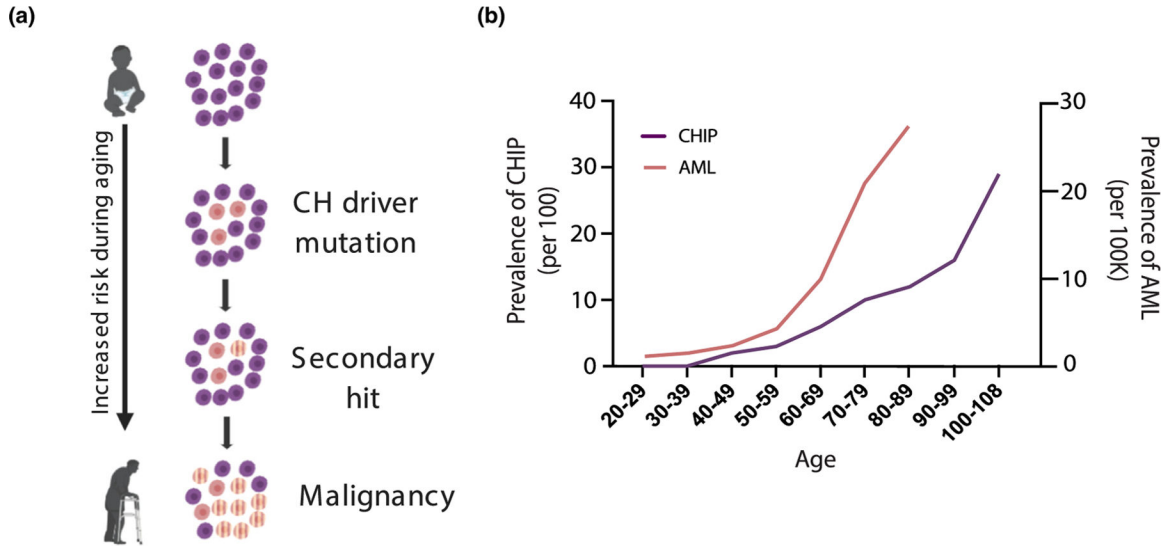 (a)
Increased risk during aging
CH driver
mutation
Secondary
hit
Malignancy
(b)
Prevalence of CHIP
(per 100)
40
30
20
10
0
CHIP
AML
30
20
10
0
Prevalence of AML
(per 100K)
20-29
30-39
40-49
50-59
60-69
70-79
80-89
90-99
100-108
Age